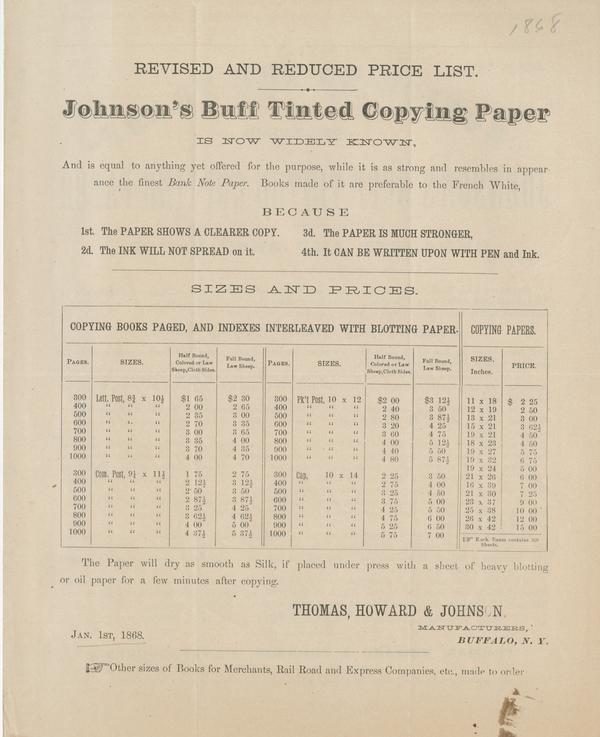 1868
REVISED AND REDUCED PRICE LIST.
Johnson's Buff Tinted Copying Paper
IS NOW WIDELY KNOWN,
And is equal to anything yet offered for the purpose, while it is as strong and resembles in appear-
ance the finest Bank Note Paper. Books made of it are preferable to the French White,
BECAUSE
1st. The PAPER SHOWS A CLEARER COPY. 3d. The PAPER IS MUCH STRONGER,
2d. The INK WILL NOT SPREAD on it. 4th. It CAN BE WRITTEN UPON WITH PEN and Ink.
SIZES AND PRICES.
COPYING BOOKS PAGED, AND INDEXES INTERLEAVED WITH BLOTTING PAPER. COPYING PAPERS.
PAGES. SIZES. Half Bound, Colored or Law Sheep, Cloth Sides. Full Bound, Law Sheep. PAGES. SIZES. Half Bound, Colored or Law Sheep, Cloth Sides. Full Bound, Law Sheep. SIZES. Inches. PRICE.
300 Lett. Post, 8¾ x 10½ $1 65 $2 30 300 Pk't Post, 10 x 12 $2 00 $3 12½ 11 x 18 $ 2 25
400 " " " 2 00 2 65 400 " " " 2 40 3 50 12 x 19 2 50
500 " " " 2 35 3 00 500 " " " 2 80 3 87½ 13 x 21 3 00
600 " " " 2 70 3 35 600 " " " 3 20 4 25 15 x 21 3 62½
700 " " " 3 00 3 65 700 " " " 3 60 4 75 19 x 21 4 50
800 " " " 3 35 4 00 800 " " " 4 00 5 12½ 18 x 23 4 50
900 " " " 3 70 4 35 900 " " " 4 40 5 50 19 x 27 5 75
1000 " " " 4 00 4 70 1000 " " " 4 80 5 87½ 19 x 32 6 75
19 x 24 5 00
300 Com. Post, 9¼ x 11½ 1 75 2 75 300 Cap, 10 x 14 2 25 3 50 21 x 26 6 00
400 " " " 2 12½ 3 12½ 400 " " " 2 75 4 00 16 x 39 7 00
500 " " " 2 50 3 50 500 " " " 3 25 4 50 21 x 30 7 25
600 " " " 2 87½ 3 87½ 600 " " " 3 75 5 00 23 x 37 9 00
700 " " " 3 25 4 25 700 " " " 4 25 5 50 25 x 38 10 00
800 " " " 3 62½ 4 62½ 800 " " " 4 75 6 00 26 x 42 12 00
900 " " " 4 00 5 00 900 " " " 5 25 6 50 30 x 42 15 00
1000 " " " 4 37½ 5 37½ 1000 " " " 5 75 7 00
Each Ream contains Sheets.
The Paper will dry as smooth as Silk, if placed under press with a sheet of heavy blotting
or oil paper for a few minutes after copying.
THOMAS, HOWARD & JOHNSON,
MANUFACTURERS,
JAN. 1ST, 1868. BUFFALO, N. Y.
☞Other sizes of Books for Merchants, Rail Road and Express Companies, etc., made to order